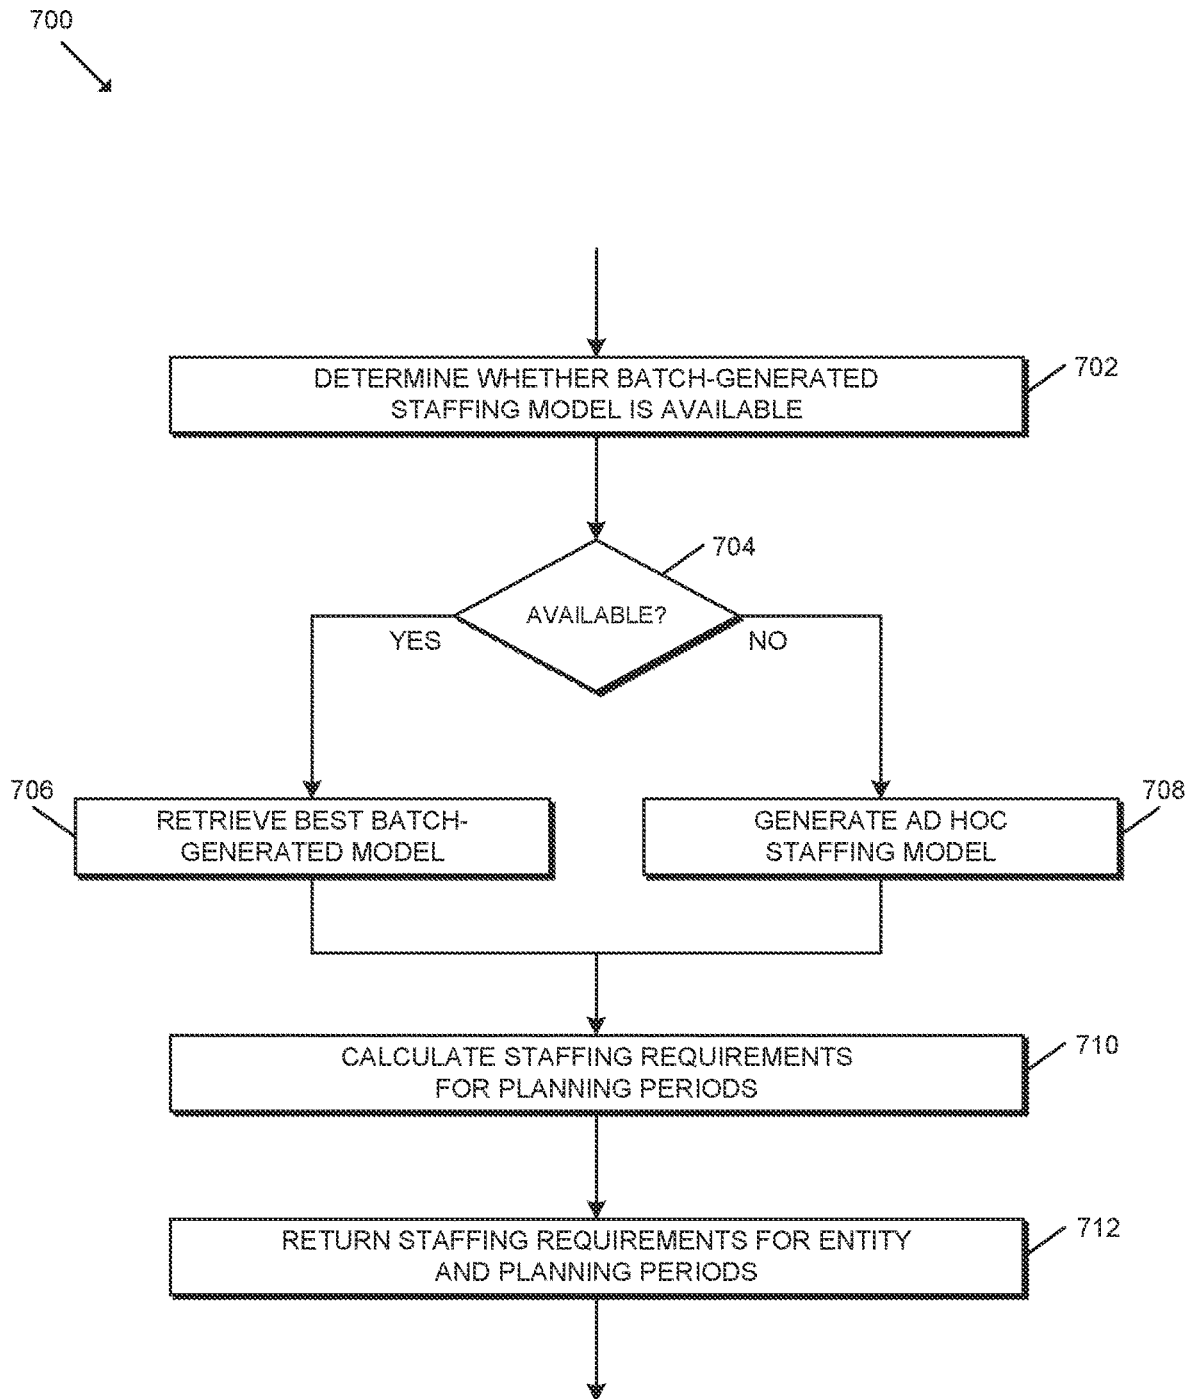 700
DETERMINE WHETHER BATCH-GENERATED
STAFFING MODEL IS AVAILABLE
702
704
AVAILABLE?
YES
NO
706
RETRIEVE BEST BATCH-
GENERATED MODEL
GENERATE AD HOC
STAFFING MODEL
708
CALCULATE STAFFING REQUIREMENTS
FOR PLANNING PERIODS
710
RETURN STAFFING REQUIREMENTS FOR ENTITY
AND PLANNING PERIODS
712